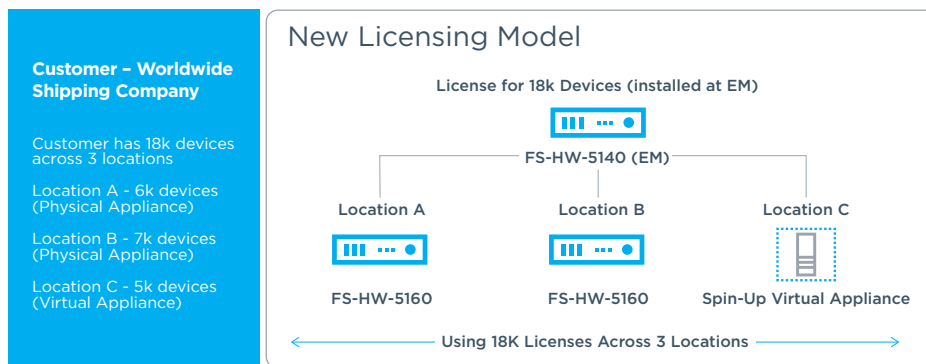 Customer – Worldwide
Shipping Company
Customer has 18k devices
across 3 locations
Location A - 6k devices
(Physical Appliance)
Location B - 7k devices
(Physical Appliance)
Location C - 5k devices
(Virtual Appliance)
New Licensing Model
License for 18k Devices (installed at EM)
FS-HW-5140 (EM)
Location A
Location B
Location C
FS-HW-5160
FS-HW-5160
Spin-Up Virtual Appliance
Using 18K Licenses Across 3 Locations